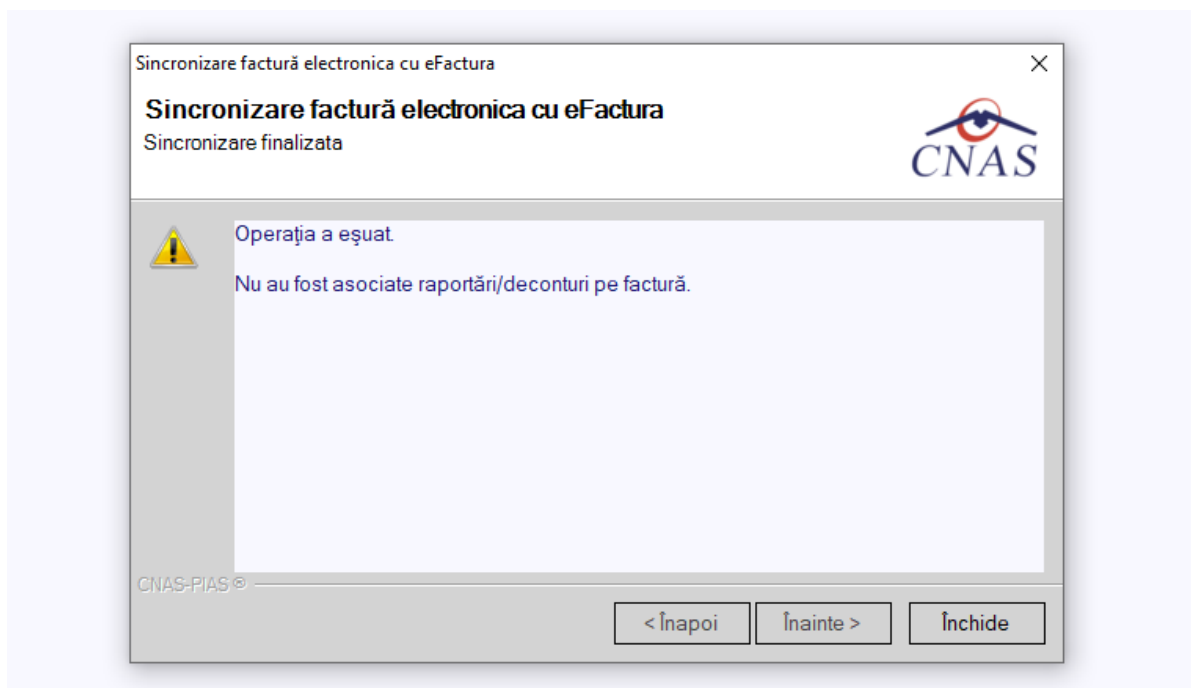 Sincronizare factură electronica cu eFactura
Sincronizare factură electronica cu eFactura
Sincronizare finalizata
CNAS
Operaţia a eşuat.
Nu au fost asociate raportări/deconturi pe factură.
CNAS-PIAS ®
< Înapoi
Înainte >
Închide